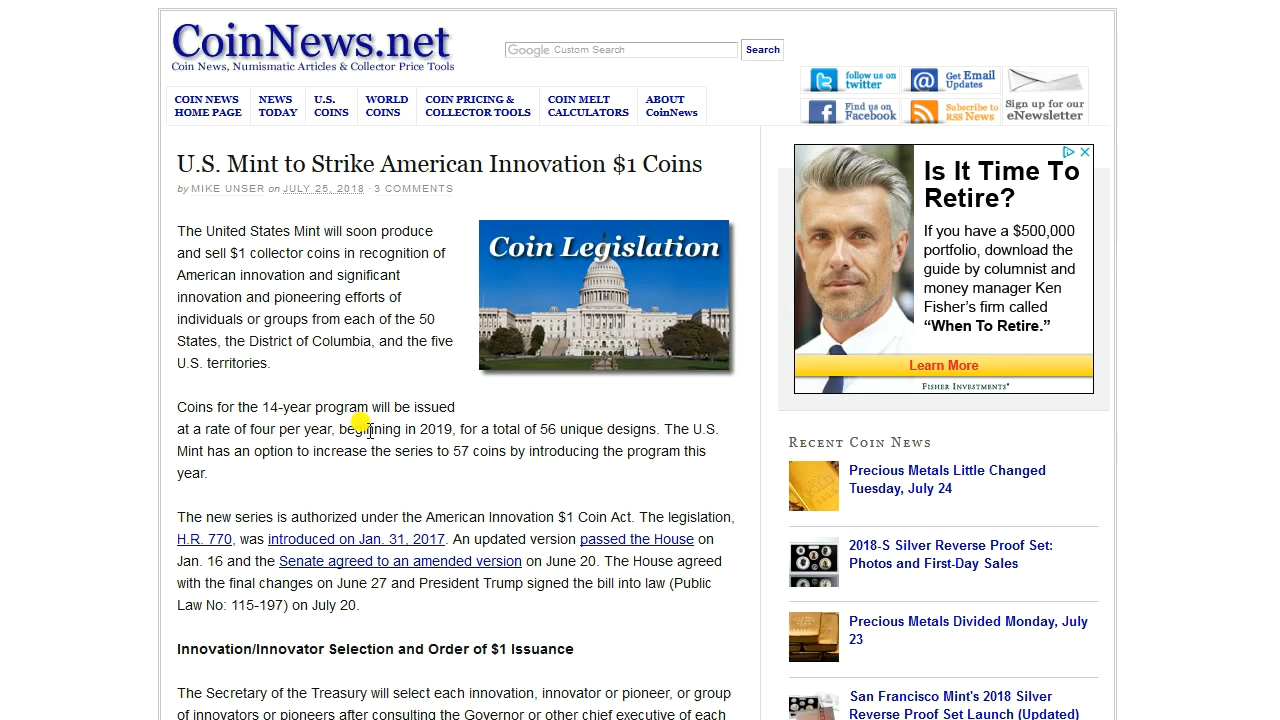 CoinNews.net
Coin News, Numismatic Articles & Collector Price Tools
Google Custom Search
Search
follow us on
twitter
Get Email
Updates
Find us on
Facebook
Subscribe to
RSS News
Sign up for our
eNewsletter
COIN NEWS
HOME PAGE
NEWS
TODAY
U.S.
COINS
WORLD
COINS
COIN PRICING &
COLLECTOR TOOLS
COIN MELT
CALCULATORS
ABOUT
CoinNews
U.S. Mint to Strike American Innovation $1 Coins
by MIKE UNSER on JULY 25, 2018 · 3 COMMENTS
The United States Mint will soon produce
and sell $1 collector coins in recognition of
American innovation and significant
innovation and pioneering efforts of
individuals or groups from each of the 50
States, the District of Columbia, and the five
U.S. territories.
Coin Legislation
Coins for the 14-year program will be issued
at a rate of four per year, beginning in 2019, for a total of 56 unique designs. The U.S.
Mint has an option to increase the series to 57 coins by introducing the program this
year.
The new series is authorized under the American Innovation $1 Coin Act. The legislation,
H.R. 770, was introduced on Jan. 31, 2017. An updated version passed the House on
Jan. 16 and the Senate agreed to an amended version on June 20. The House agreed
with the final changes on June 27 and President Trump signed the bill into law (Public
Law No: 115-197) on July 20.
Innovation/Innovator Selection and Order of $1 Issuance
The Secretary of the Treasury will select each innovation, innovator or pioneer, or group
of innovators or pioneers after consulting the Governor or other chief executive of each
Is It Time To
Retire?
If you have a $500,000
portfolio, download the
guide by columnist and
money manager Ken
Fisher's firm called
“When To Retire.”
Learn More
FISHER INVESTMENTS®
RECENT COIN NEWS
Precious Metals Little Changed
Tuesday, July 24
2018-S Silver Reverse Proof Set:
Photos and First-Day Sales
Precious Metals Divided Monday, July
23
San Francisco Mint's 2018 Silver
Reverse Proof Set Launch (Updated)